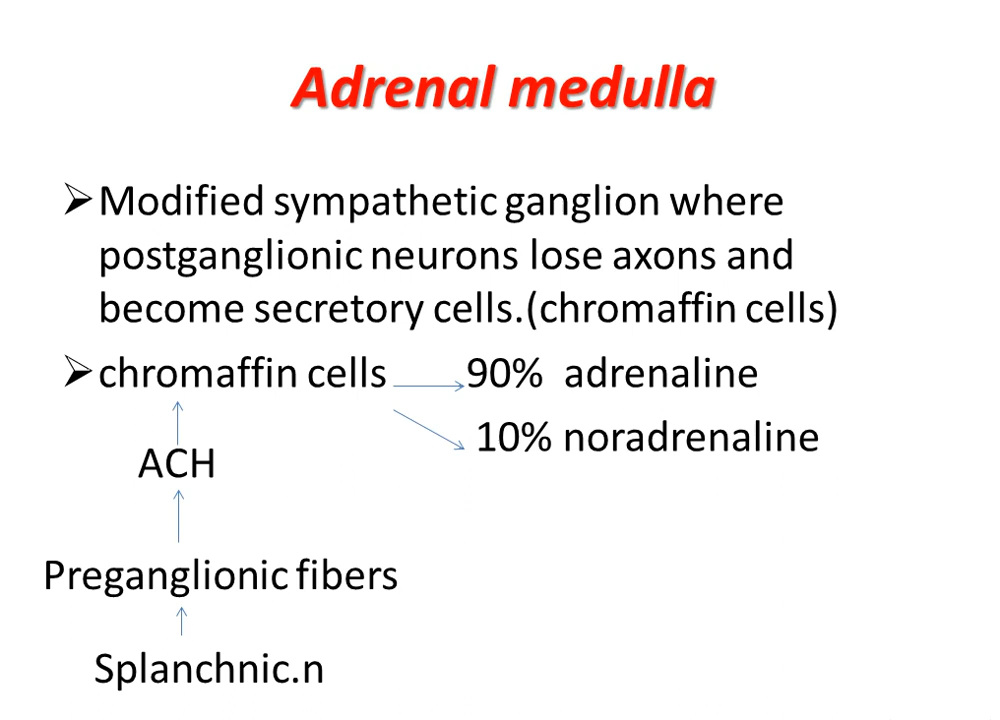 Adrenal medulla
Modified sympathetic ganglion where
postganglionic neurons lose axons and
become secretory cells.(chromaffin cells)
chromaffin cells 90% adrenaline
10% noradrenaline
ACH
Preganglionic fibers
Splanchnic.n